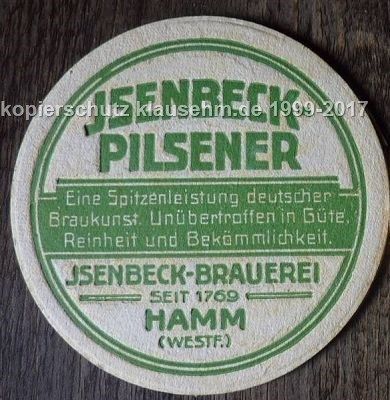 JSENBECK
kopierschutz klausehm.de 1999-2017
PILSENER
Eine Spitzenleistung deutscher
Braukunst. Unübertroffen in Güte,
Reinheit und Bekömmlichkeit.
JSENBECK-BRAUEREI
SEIT 1769
HAMM
(WESTF.)